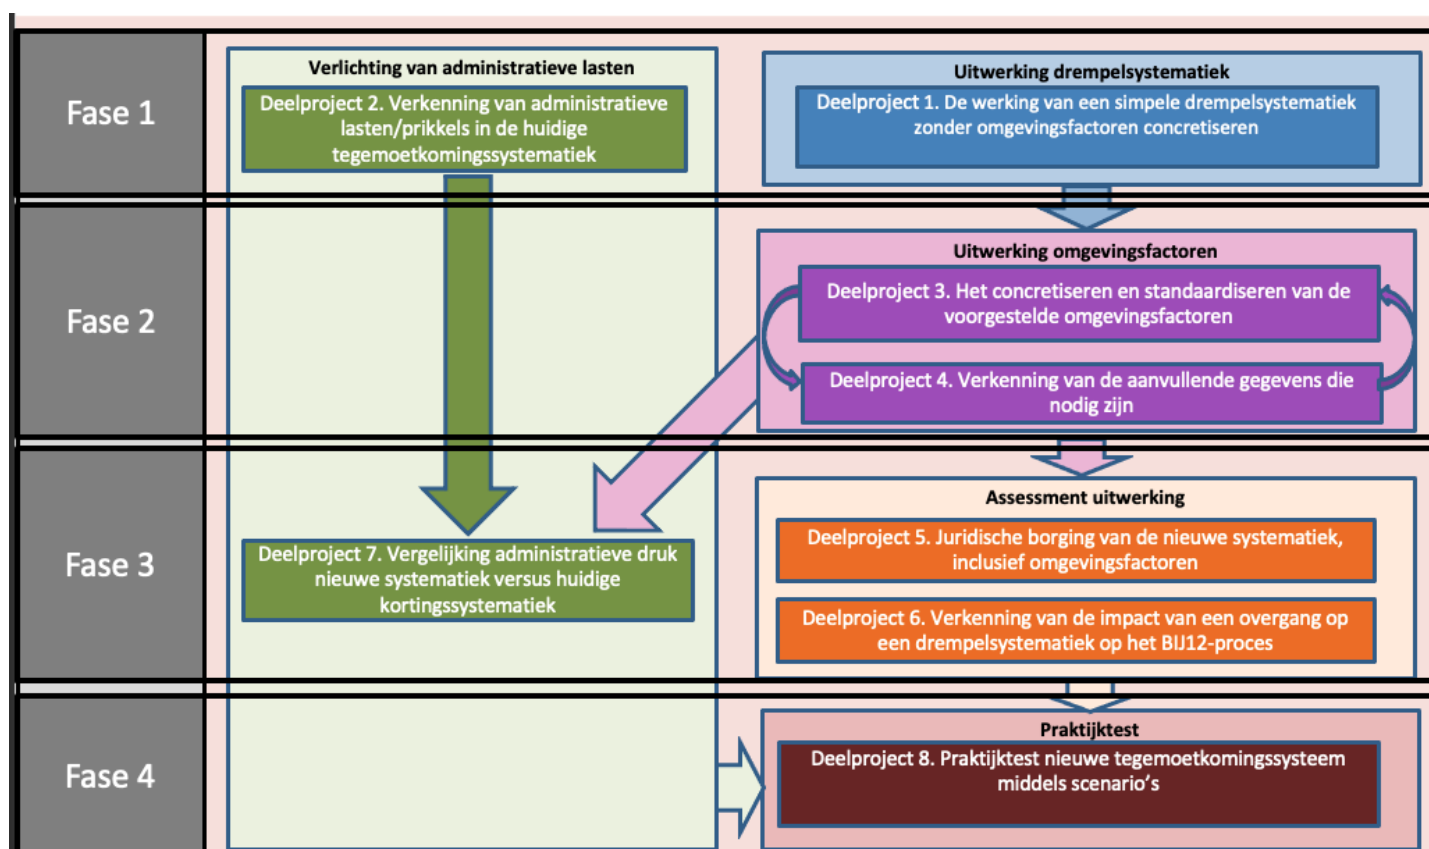 Fase 1
Verlichting van administratieve lasten
Deelproject 2. Verkenning van administratieve
lasten/prikkels in de huidige
tegemoetkomingssystematiek
Uitwerking drempelsystematiek
Deelproject 1. De werking van een simpele drempelsystematiek
zonder omgevingsfactoren concretiseren
Fase 2
Uitwerking omgevingsfactoren
Deelproject 3. Het concretiseren en standaardiseren van de
voorgestelde omgevingsfactoren
Deelproject 4. Verkenning van de aanvullende gegevens die
nodig zijn
Fase 3
Deelproject 7. Vergelijking administratieve druk
nieuwe systematiek versus huidige
kortingssystematiek
Assessment uitwerking
Deelproject 5. Juridische borging van de nieuwe systematiek,
inclusief omgevingsfactoren
Deelproject 6. Verkenning van de impact van een overgang op
een drempelsystematiek op het BIJ12-proces
Fase 4
Praktijktest
Deelproject 8. Praktijktest nieuwe tegemoetkomingssysteem
middels scenario’s